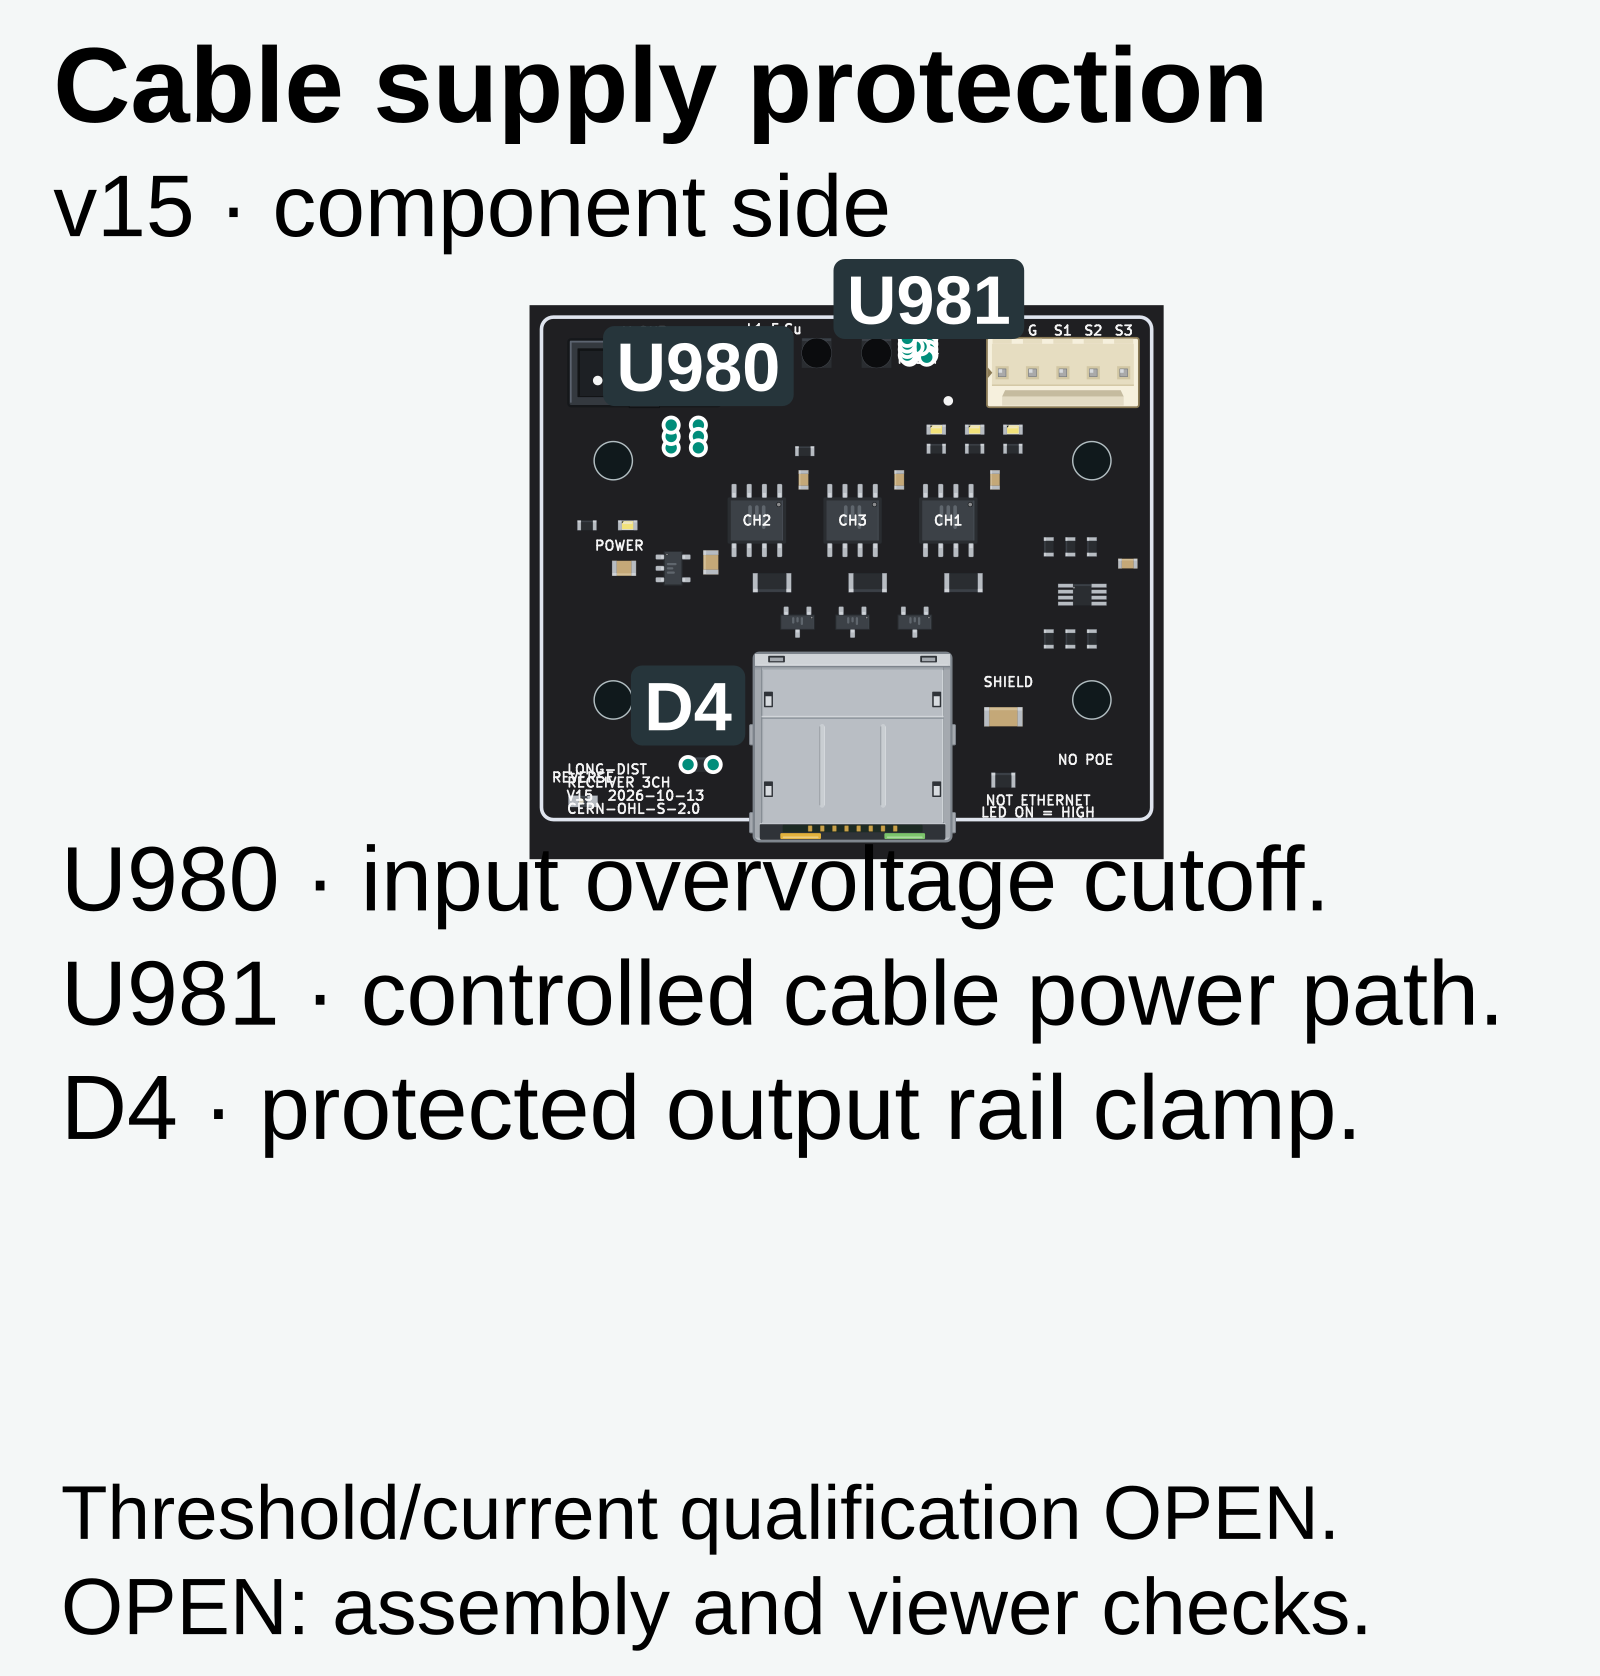 Cable supply protection
v15 · component side
U981
G S1 S2 S3
U980
CH2 CH3 CH1
POWER
SHIELD
D4
NO POE
LONG-DIST
REVERSE
RECEIVER 3CH
V15 2026-10-13
CERN-OHL-S-2.0
NOT ETHERNET
LED ON = HIGH
U980 · input overvoltage cutoff.
U981 · controlled cable power path.
D4 · protected output rail clamp.
Threshold/current qualification OPEN.
OPEN: assembly and viewer checks.